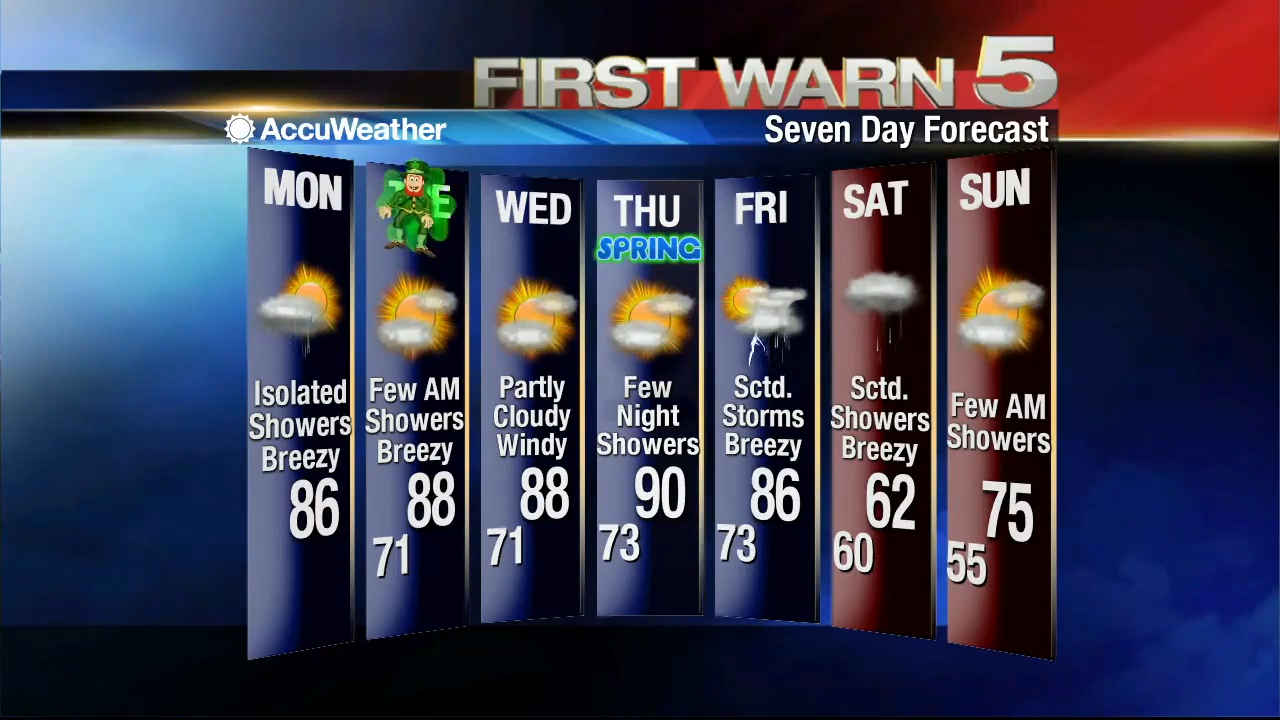 FIRST WARN 5
AccuWeather
Seven Day Forecast
MON
Isolated
Showers
Breezy
86
TUE
Few AM
Showers
Breezy
88
71
WED
Partly
Cloudy
Windy
88
71
THU
SPRING
Few
Night
Showers
90
73
FRI
Sctd.
Storms
Breezy
86
73
SAT
Sctd.
Showers
Breezy
62
60
SUN
Few AM
Showers
75
55